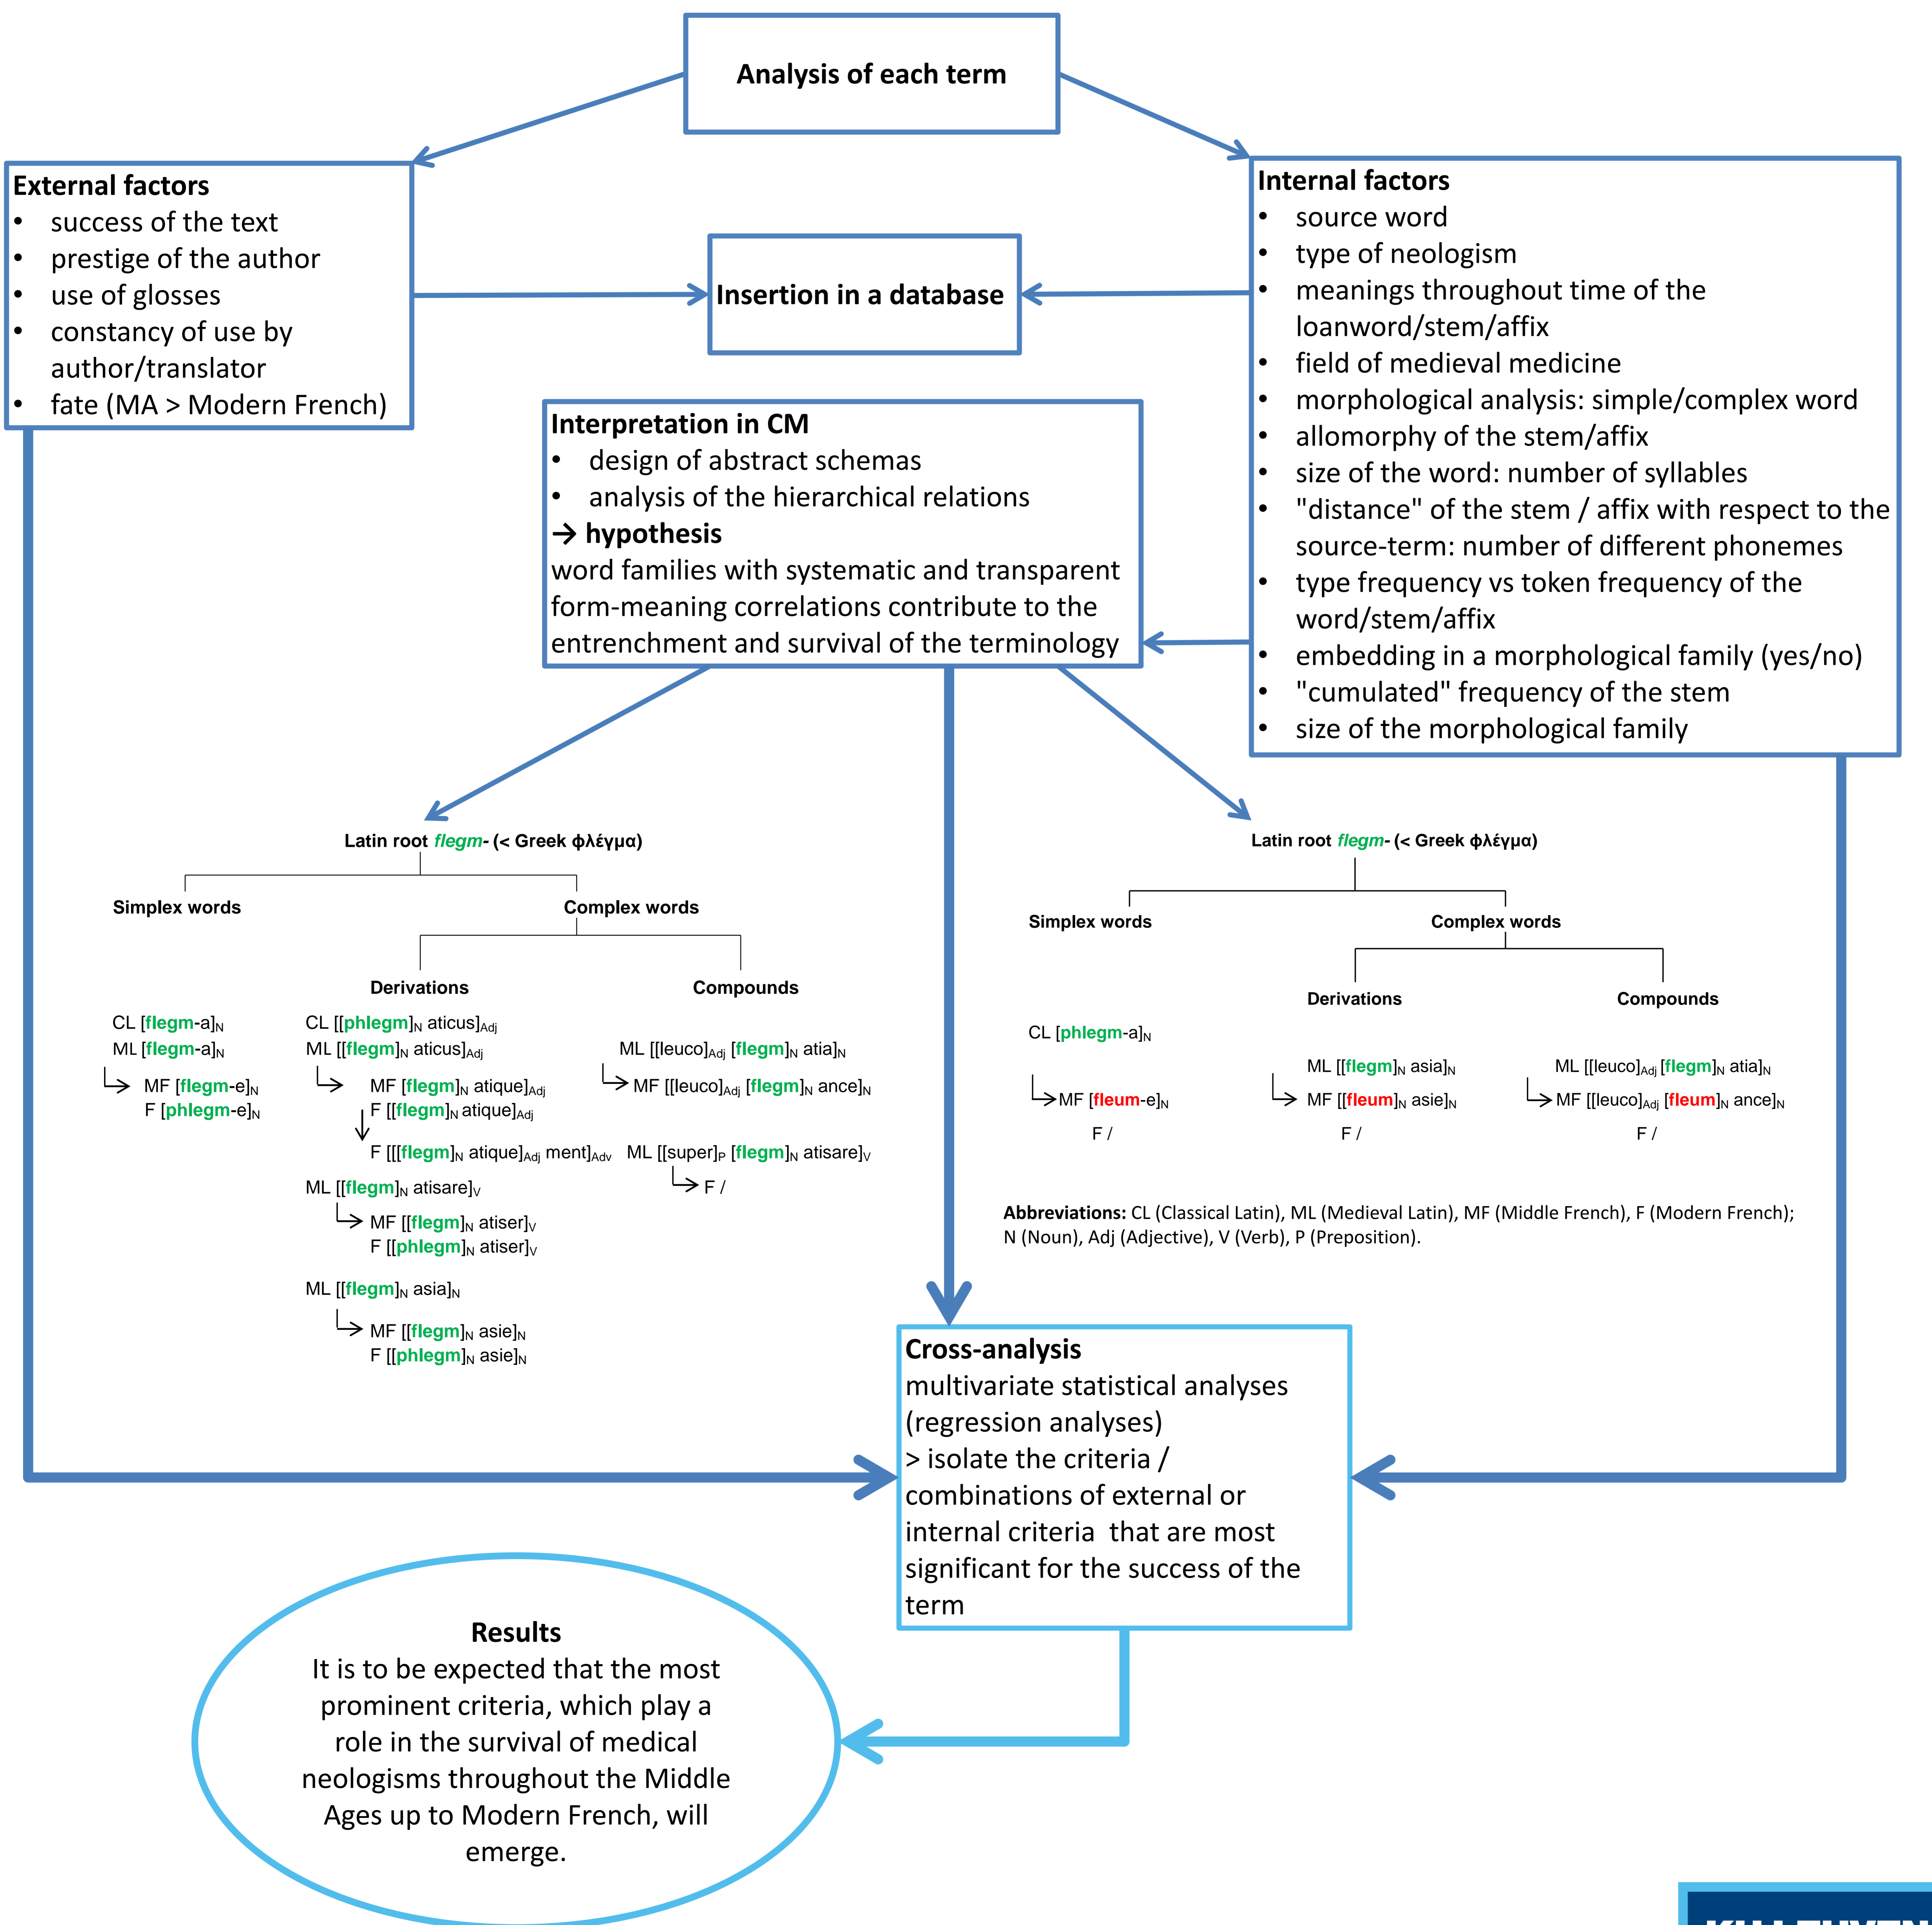 Analysis of each term
External factors
• success of the text
• prestige of the author
• use of glosses
• constancy of use by
author/translator
• fate (MA > Modern French)
Insertion in a database
Internal factors
• source word
• type of neologism
• meanings throughout time of the
loanword/stem/affix
• field of medieval medicine
• morphological analysis: simple/complex word
• allomorphy of the stem/affix
• size of the word: number of syllables
• "distance" of the stem / affix with respect to the
source-term: number of different phonemes
• type frequency vs token frequency of the
word/stem/affix
• embedding in a morphological family (yes/no)
• "cumulated" frequency of the stem
• size of the morphological family
Interpretation in CM
• design of abstract schemas
• analysis of the hierarchical relations
→ hypothesis
word families with systematic and transparent
form-meaning correlations contribute to the
entrenchment and survival of the terminology
Latin root flegm- (< Greek φλέγμα)
Simplex words
Complex words
Derivations
Compounds
CL [flegm-a]N
ML [flegm-a]N
MF [flegm-e]N
F [phlegm-e]N
CL [[phlegm]N aticus]Adj
ML [[flegm]N aticus]Adj
MF [flegm]N atique]Adj
F [[flegm]N atique]Adj
F [[[flegm]N atique]Adj ment]Adv
ML [[flegm]N atisare]V
MF [[flegm]N atiser]V
F [[phlegm]N atiser]V
ML [[flegm]N asia]N
MF [[flegm]N asie]N
F [[phlegm]N asie]N
ML [[leuco]Adj [flegm]N atia]N
MF [[leuco]Adj [flegm]N ance]N
ML [[super]P [flegm]N atisare]V
F /
Latin root flegm- (< Greek φλέγμα)
Simplex words
Complex words
Derivations
Compounds
CL [phlegm-a]N
MF [fleum-e]N
F /
ML [[flegm]N asia]N
MF [[fleum]N asie]N
F /
ML [[leuco]Adj [flegm]N atia]N
MF [[leuco]Adj [fleum]N ance]N
F /
Abbreviations: CL (Classical Latin), ML (Medieval Latin), MF (Middle French), F (Modern French);
N (Noun), Adj (Adjective), V (Verb), P (Preposition).
Cross-analysis
multivariate statistical analyses
(regression analyses)
> isolate the criteria /
combinations of external or
internal criteria that are most
significant for the success of the
term
Results
It is to be expected that the most
prominent criteria, which play a
role in the survival of medical
neologisms throughout the Middle
Ages up to Modern French, will
emerge.